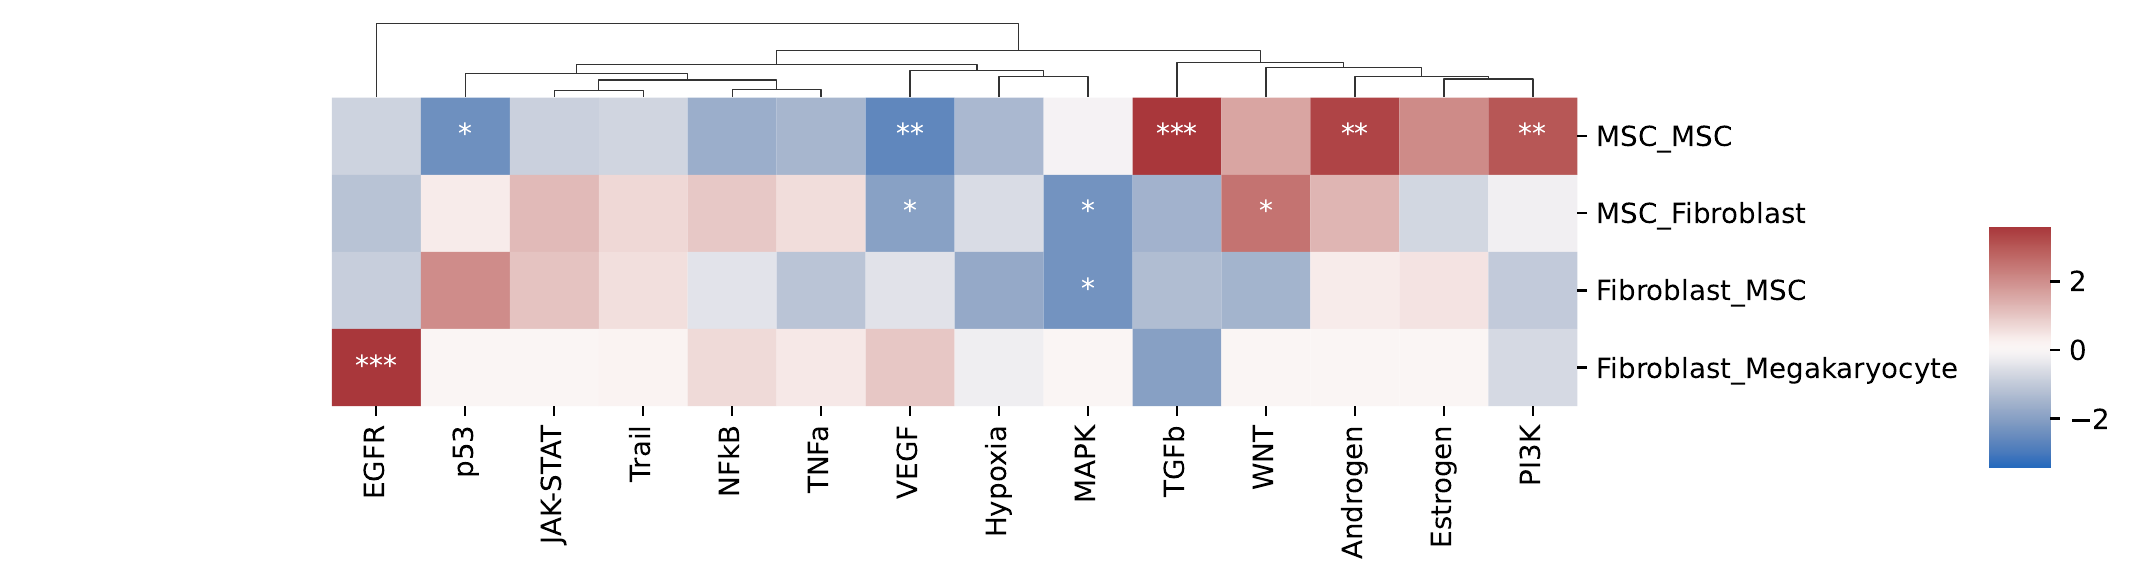 * ** *** ** ** MSC_MSC
* * * MSC_Fibroblast
* Fibroblast_MSC
*** Fibroblast_Megakaryocyte
EGFR
p53
JAK-STAT
Trail
NFkB
TNFa
VEGF
Hypoxia
MAPK
TGFb
WNT
Androgen
Estrogen
PI3K
2
0
−2